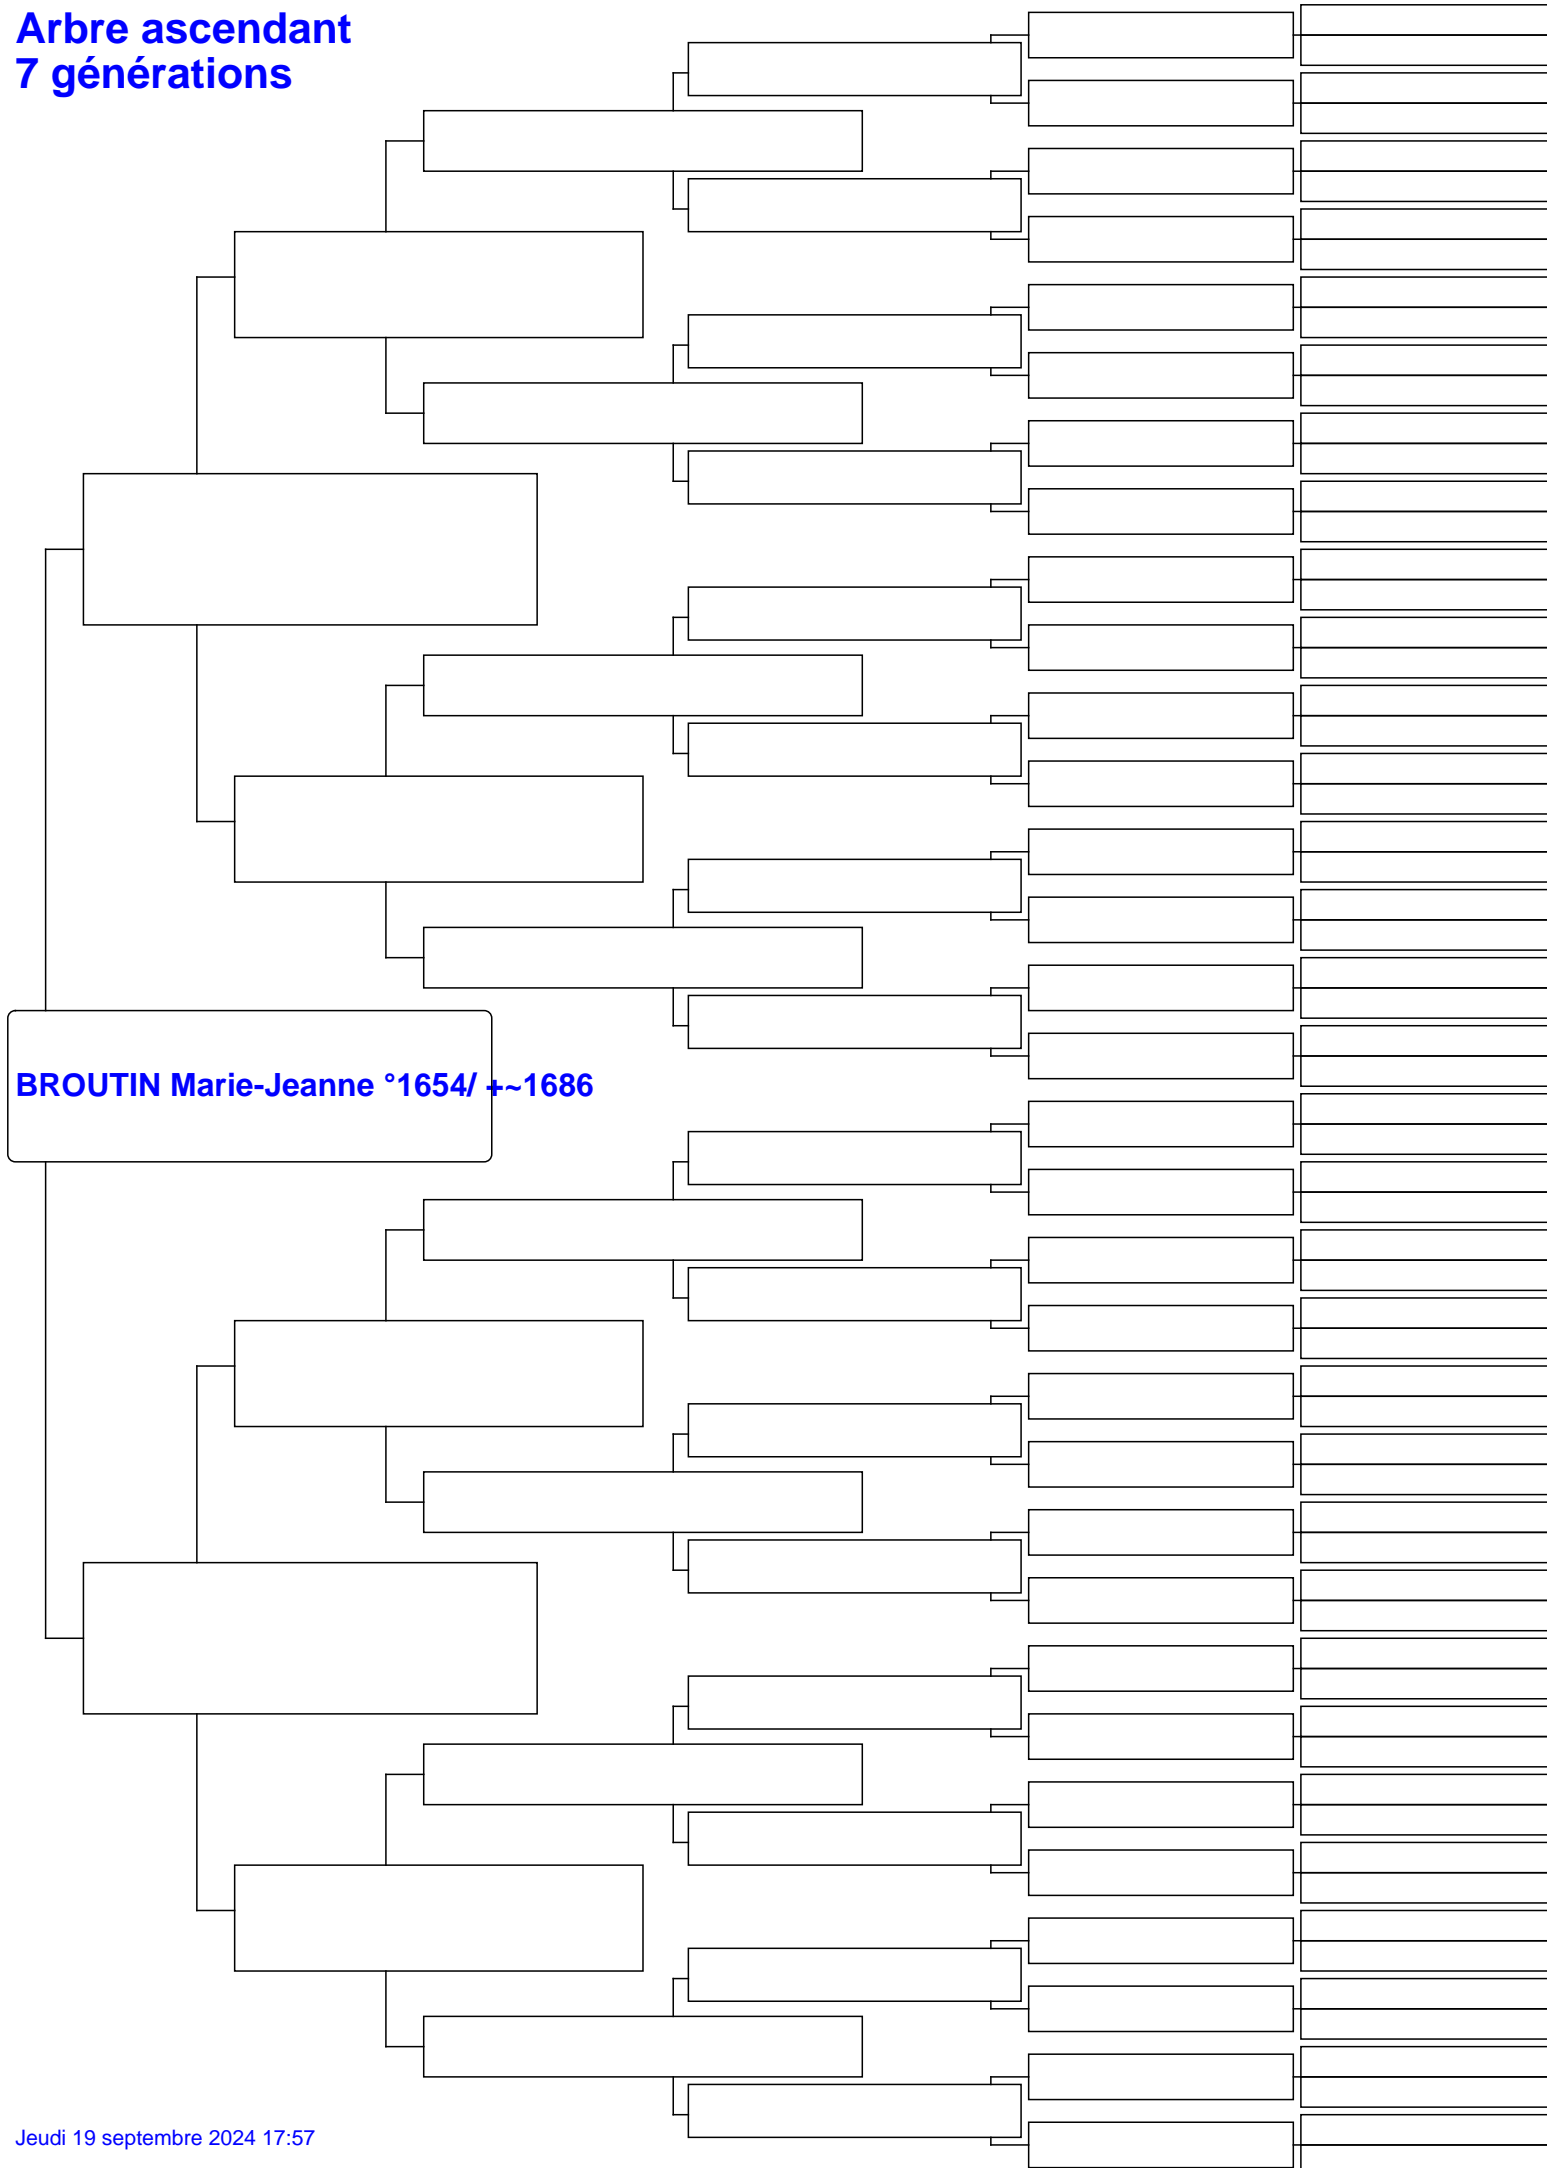 Arbre ascendant
7 générations
BROUTIN Marie-Jeanne °1654/ +~1686
Jeudi 19 septembre 2024 17:57